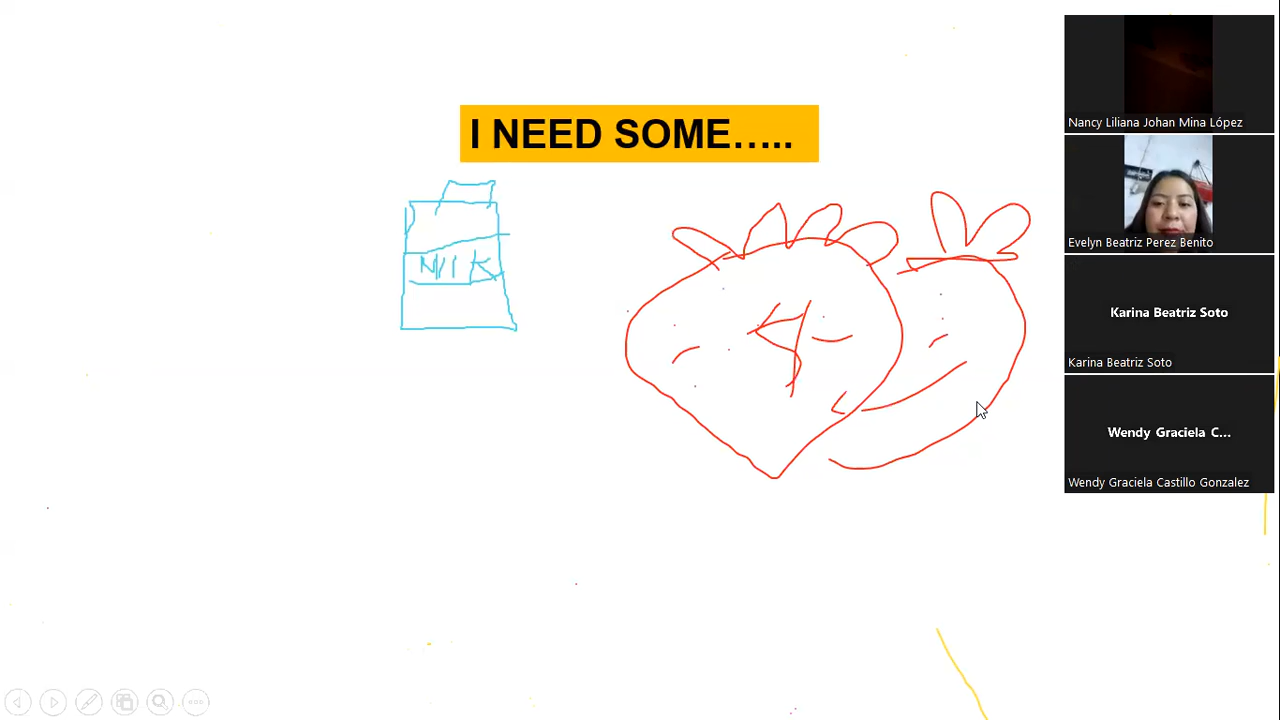 I NEED SOME.....
MILK
Nancy Liliana Johan Mina López
Evelyn Beatriz Perez Benito
Karina Beatriz Soto
Karina Beatriz Soto
Wendy Graciela C...
Wendy Graciela Castillo Gonzalez